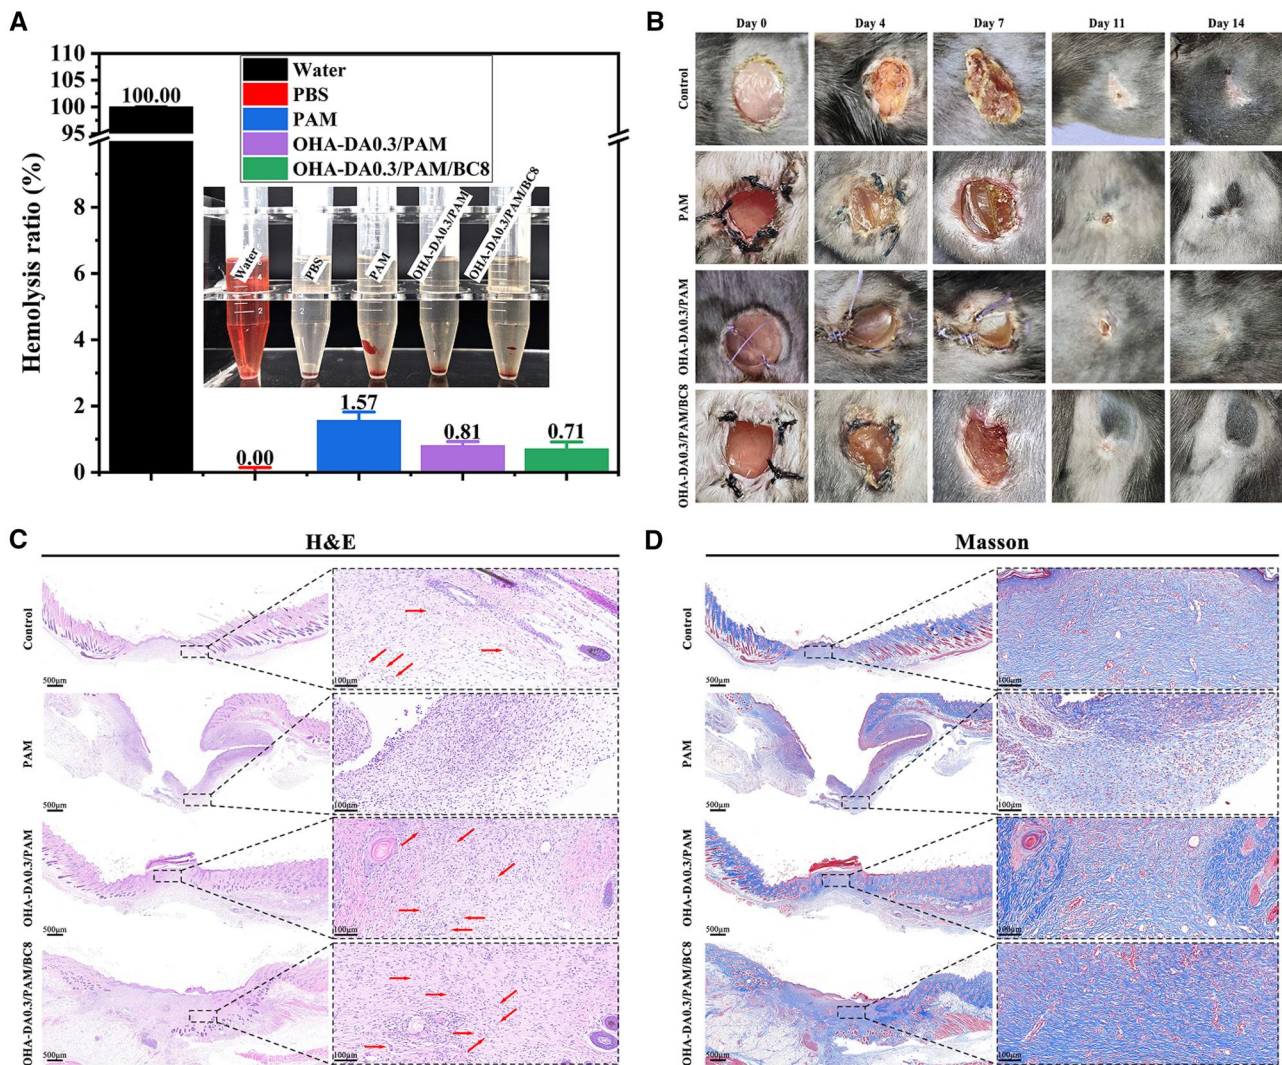 A
110
105
100
95
8
6
4
2
0
Hemolysis ratio (%)
100.00
0.00
1.57
0.81
0.71
Water
PBS
PAM
OHA-DA0.3/PAM
OHA-DA0.3/PAM/BC8
Water
PBS
PAM
OHA-DA0.3/PAM
OHA-DA0.3/PAM/BC8
B
Day 0
Day 4
Day 7
Day 11
Day 14
Control
PAM
OHA-DA0.3/PAM
OHA-DA0.3/PAM/BC8
C
H&E
Control
500μm
100μm
PAM
500μm
100μm
OHA-DA0.3/PAM
500μm
100μm
OHA-DA0.3/PAM/BC8
500μm
100μm
D
Masson
Control
500μm
100μm
PAM
500μm
100μm
OHA-DA0.3/PAM
500μm
100μm
OHA-DA0.3/PAM/BC8
500μm
100μm